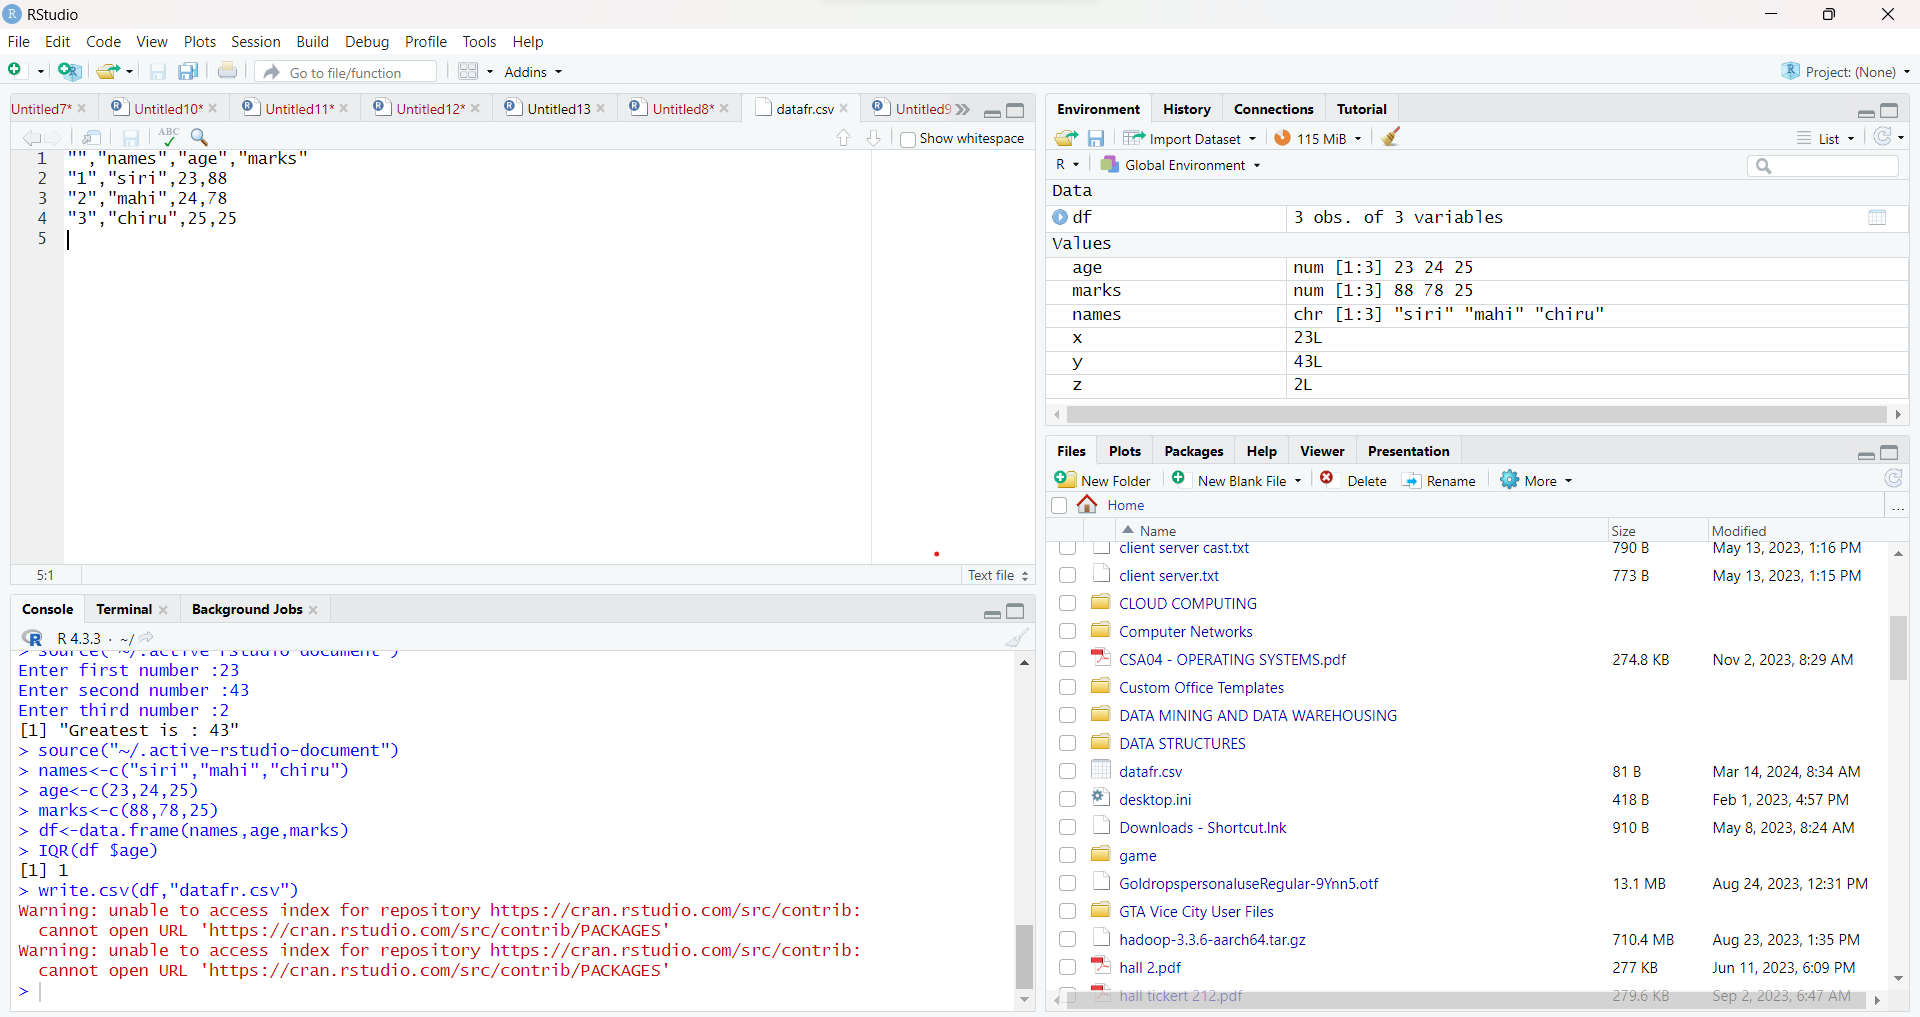 RStudio
File Edit Code View Plots Session Build Debug Profile Tools Help
Go to file/function Addins Project: (None)
Untitled7* Untitled10* Untitled11* Untitled12* Untitled13 Untitled8* datafr.csv Untitled9
Show whitespace
1 "","names","age","marks"
2 "1","siri",23,88
3 "2","mahi",24,78
4 "3","chiru",25,25
5
5:1 Text file
Console Terminal Background Jobs
R 4.3.3 · ~/
> source("~/.active-rstudio-document")
Enter first number :23
Enter second number :43
Enter third number :2
[1] "Greatest is : 43"
> source("~/.active-rstudio-document")
> names<-c("siri","mahi","chiru")
> age<-c(23,24,25)
> marks<-c(88,78,25)
> df<-data.frame(names,age,marks)
> IQR(df $age)
[1] 1
> write.csv(df,"datafr.csv")
Warning: unable to access index for repository https://cran.rstudio.com/src/contrib:
cannot open URL 'https://cran.rstudio.com/src/contrib/PACKAGES'
Warning: unable to access index for repository https://cran.rstudio.com/src/contrib:
cannot open URL 'https://cran.rstudio.com/src/contrib/PACKAGES'
>
Environment History Connections Tutorial
Import Dataset 115 MiB List
R Global Environment
Data
df 3 obs. of 3 variables
Values
age num [1:3] 23 24 25
marks num [1:3] 88 78 25
names chr [1:3] "siri" "mahi" "chiru"
x 23L
y 43L
z 2L
Files Plots Packages Help Viewer Presentation
New Folder New Blank File Delete Rename More
Home ...
Name Size Modified
client server cast.txt 790 B May 13, 2023, 1:16 PM
client server.txt 773 B May 13, 2023, 1:15 PM
CLOUD COMPUTING
Computer Networks
CSA04 - OPERATING SYSTEMS.pdf 274.8 KB Nov 2, 2023, 8:29 AM
Custom Office Templates
DATA MINING AND DATA WAREHOUSING
DATA STRUCTURES
datafr.csv 81 B Mar 14, 2024, 8:34 AM
desktop.ini 418 B Feb 1, 2023, 4:57 PM
Downloads - Shortcut.lnk 910 B May 8, 2023, 8:24 AM
game
GoldropspersonaluseRegular-9Ynn5.otf 13.1 MB Aug 24, 2023, 12:31 PM
GTA Vice City User Files
hadoop-3.3.6-aarch64.tar.gz 710.4 MB Aug 23, 2023, 1:35 PM
hall 2.pdf 277 KB Jun 11, 2023, 6:09 PM
hall tickert 212.pdf 279.6 KB Sep 2, 2023, 6:47 AM